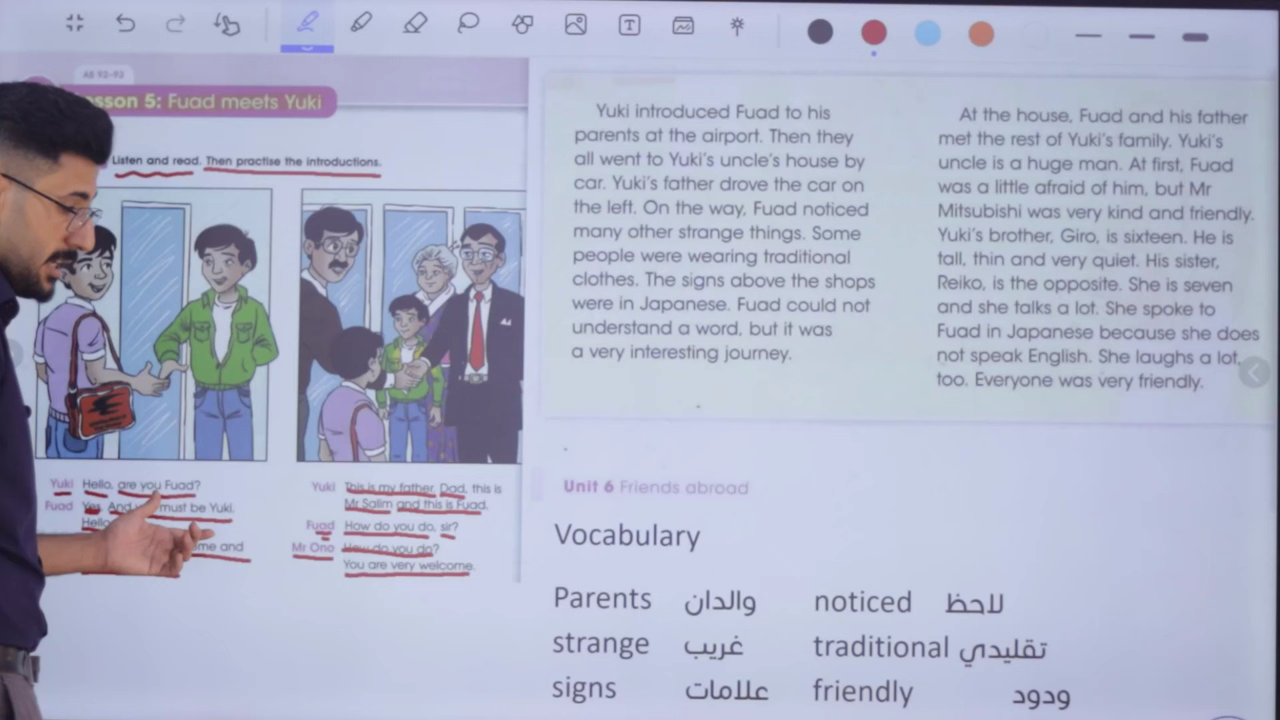 AB 92-93
sson 5: Fuad meets Yuki
Listen and read. Then practise the introductions.
Yuki Hello, are you Fuad?
Fuad Yes. And must be Yuki.
Hello
me and
Yuki This is my father. Dad, this is
Mr Salim and this is Fuad.
Fuad How do you do, sir?
Mr Ono How do you do?
You are very welcome.
Yuki introduced Fuad to his
parents at the airport. Then they
all went to Yuki's uncle's house by
car. Yuki's father drove the car on
the left. On the way, Fuad noticed
many other strange things. Some
people were wearing traditional
clothes. The signs above the shops
were in Japanese. Fuad could not
understand a word, but it was
a very interesting journey.
At the house, Fuad and his father
met the rest of Yuki's family. Yuki's
uncle is a huge man. At first, Fuad
was a little afraid of him, but Mr
Mitsubishi was very kind and friendly.
Yuki's brother, Giro, is sixteen. He is
tall, thin and very quiet. His sister,
Reiko, is the opposite. She is seven
and she talks a lot. She spoke to
Fuad in Japanese because she does
not speak English. She laughs a lot,
too. Everyone was very friendly.
Unit 6 Friends abroad
Vocabulary
Parents والدان noticed لاحظ
strange غريب traditional تقليدي
signs علامات friendly ودود